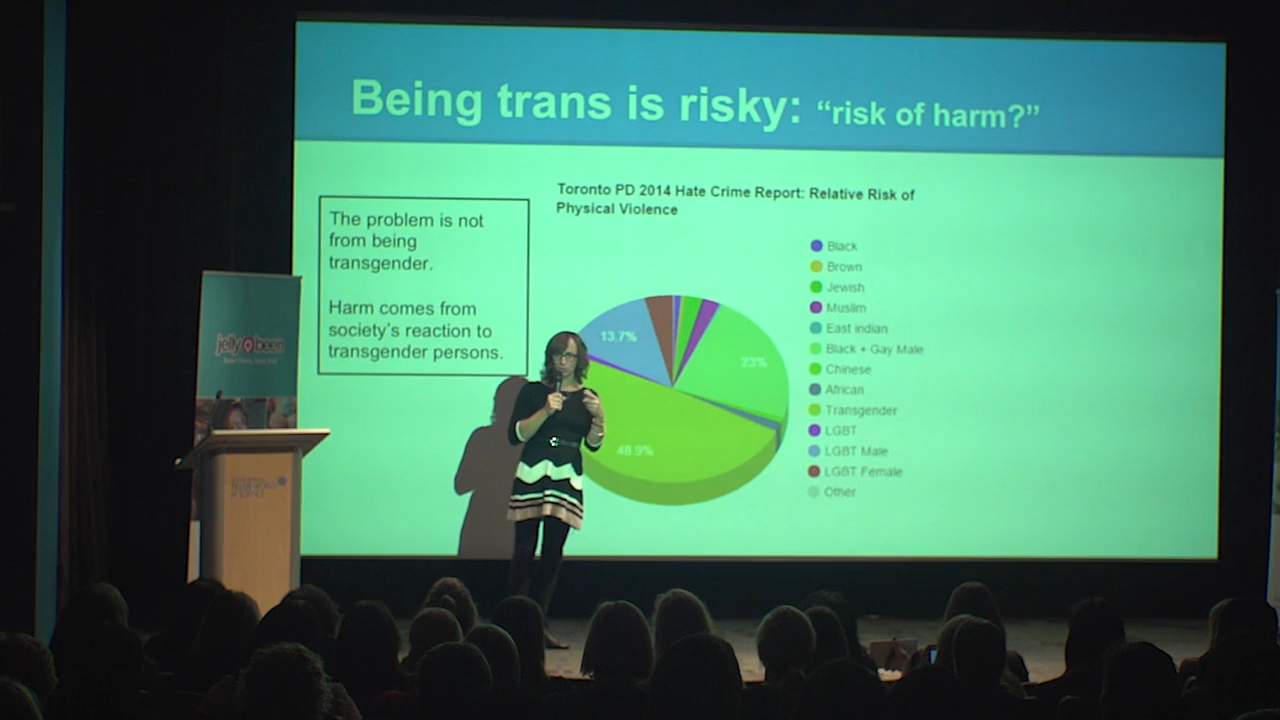 Being trans is risky: “risk of harm?”
The problem is not
from being
transgender.
Harm comes from
society’s reaction to
transgender persons.
Toronto PD 2014 Hate Crime Report: Relative Risk of
Physical Violence
13.7%
23%
48.9%
Black
Brown
Jewish
Muslim
East indian
Black + Gay Male
Chinese
African
Transgender
LGBT
LGBT Male
LGBT Female
Other
jelly been